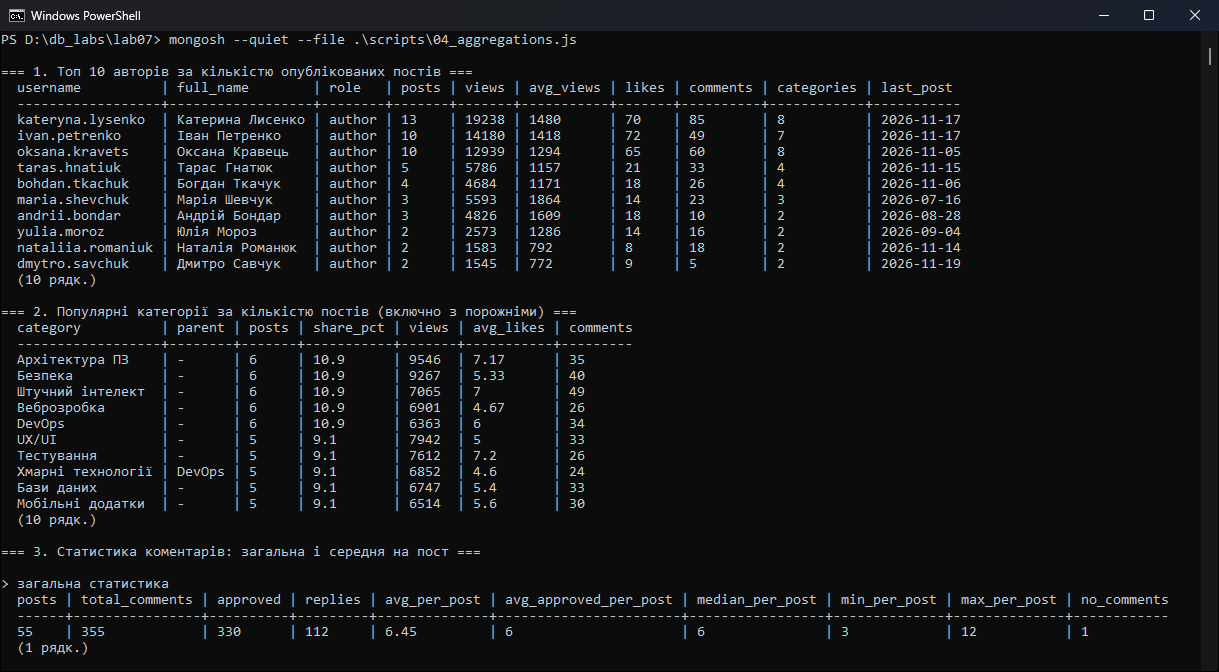 Windows PowerShell
PS D:\db_labs\lab07> mongosh --quiet --file .\scripts\04_aggregations.js
=== 1. Топ 10 авторів за кількістю опублікованих постів ===
username | full_name | role | posts | views | avg_views | likes | comments | categories | last_post
------------------+-----------------+--------+-------+-------+-----------+-------+----------+------------+-----------
kateryna.lysenko | Катерина Лисенко | author | 13 | 19238 | 1480 | 70 | 85 | 8 | 2026-11-17
ivan.petrenko | Іван Петренко | author | 10 | 14180 | 1418 | 72 | 49 | 7 | 2026-11-17
oksana.kravets | Оксана Кравець | author | 10 | 12939 | 1294 | 65 | 60 | 8 | 2026-11-05
taras.hnatiuk | Тарас Гнатюк | author | 5 | 5786 | 1157 | 21 | 33 | 4 | 2026-11-15
bohdan.tkachuk | Богдан Ткачук | author | 4 | 4684 | 1171 | 18 | 26 | 4 | 2026-11-06
maria.shevchuk | Марія Шевчук | author | 3 | 5593 | 1864 | 14 | 23 | 3 | 2026-07-16
andrii.bondar | Андрій Бондар | author | 3 | 4826 | 1609 | 18 | 10 | 2 | 2026-08-28
yulia.moroz | Юлія Мороз | author | 2 | 2573 | 1286 | 14 | 16 | 2 | 2026-09-04
nataliia.romaniuk | Наталія Романюк | author | 2 | 1583 | 792 | 8 | 18 | 2 | 2026-11-14
dmytro.savchuk | Дмитро Савчук | author | 2 | 1545 | 772 | 9 | 5 | 2 | 2026-11-19
(10 рядк.)
=== 2. Популярні категорії за кількістю постів (включно з порожніми) ===
category | parent | posts | share_pct | views | avg_likes | comments
------------------+--------+-------+-----------+-------+-----------+---------
Архітектура ПЗ | - | 6 | 10.9 | 9546 | 7.17 | 35
Безпека | - | 6 | 10.9 | 9267 | 5.33 | 40
Штучний інтелект | - | 6 | 10.9 | 7065 | 7 | 49
Веброзробка | - | 6 | 10.9 | 6901 | 4.67 | 26
DevOps | - | 6 | 10.9 | 6363 | 6 | 34
UX/UI | - | 5 | 9.1 | 7942 | 5 | 33
Тестування | - | 5 | 9.1 | 7612 | 7.2 | 26
Хмарні технології | DevOps | 5 | 9.1 | 6852 | 4.6 | 24
Бази даних | - | 5 | 9.1 | 6747 | 5.4 | 33
Мобільні додатки | - | 5 | 9.1 | 6514 | 5.6 | 30
(10 рядк.)
=== 3. Статистика коментарів: загальна і середня на пост ===
> загальна статистика
posts | total_comments | approved | replies | avg_per_post | avg_approved_per_post | median_per_post | min_per_post | max_per_post | no_comments
------+----------------+----------+---------+--------------+-----------------------+-----------------+--------------+--------------+------------
55 | 355 | 330 | 112 | 6.45 | 6 | 6 | 3 | 12 | 1
(1 рядк.)